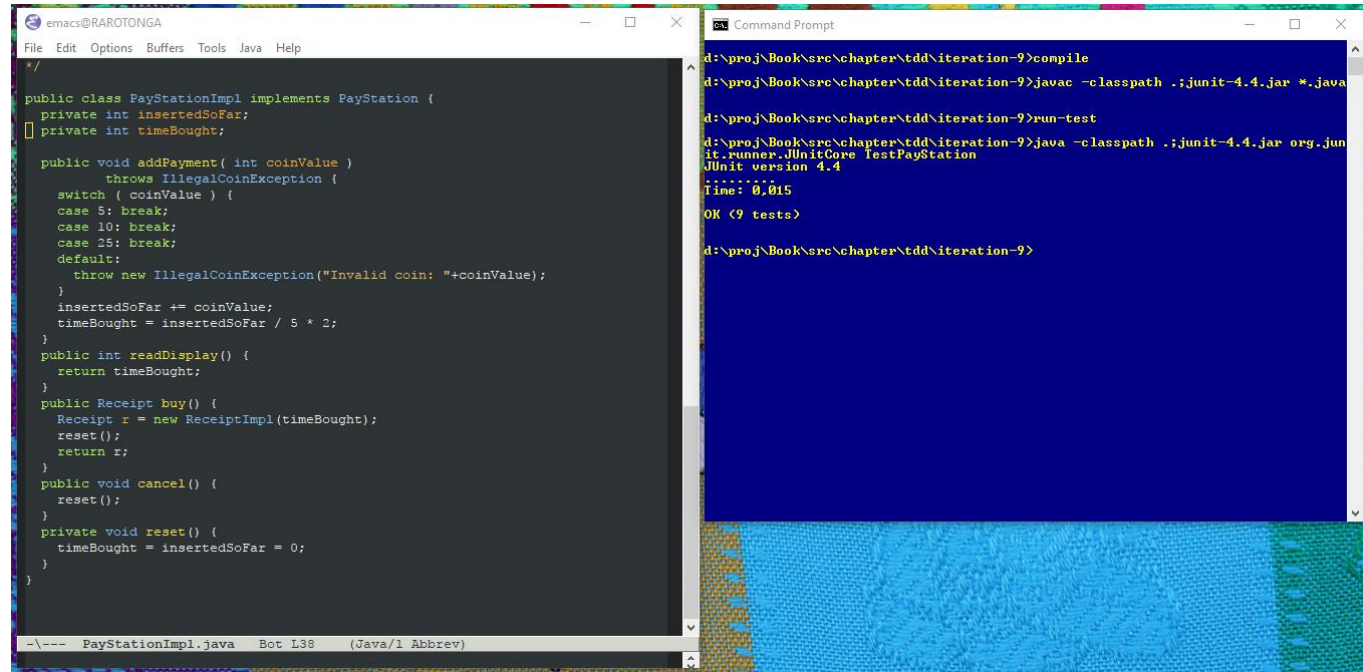 emacs@RAROTONGA
File Edit Options Buffers Tools Java Help
*/
public class PayStationImpl implements PayStation {
  private int insertedSoFar;
  private int timeBought;
  public void addPayment( int coinValue )
          throws IllegalCoinException {
    switch ( coinValue ) {
    case 5: break;
    case 10: break;
    case 25: break;
    default:
      throw new IllegalCoinException("Invalid coin: "+coinValue);
    }
    insertedSoFar += coinValue;
    timeBought = insertedSoFar / 5 * 2;
  }
  public int readDisplay() {
    return timeBought;
  }
  public Receipt buy() {
    Receipt r = new ReceiptImpl(timeBought);
    reset();
    return r;
  }
  public void cancel() {
    reset();
  }
  private void reset() {
    timeBought = insertedSoFar = 0;
  }
}
-\--- PayStationImpl.java Bot L38 (Java/l Abbrev)
Command Prompt
d:\proj\Book\src\chapter\tdd\iteration-9>compile
d:\proj\Book\src\chapter\tdd\iteration-9>javac -classpath .;junit-4.4.jar *.java
d:\proj\Book\src\chapter\tdd\iteration-9>run-test
d:\proj\Book\src\chapter\tdd\iteration-9>java -classpath .;junit-4.4.jar org.jun
it.runner.JUnitCore TestPayStation
JUnit version 4.4
.........
Time: 0,015
OK (9 tests)
d:\proj\Book\src\chapter\tdd\iteration-9>